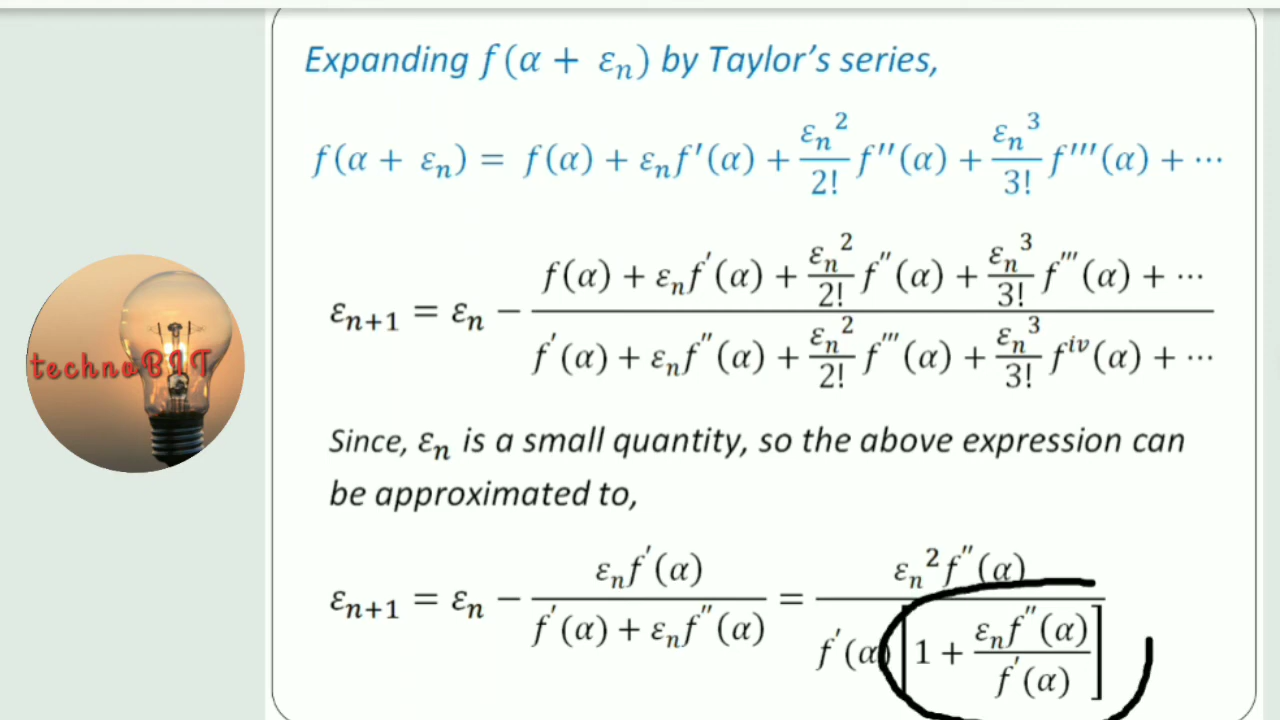 Expanding f(α + εₙ) by Taylor's series,
f(α + εₙ) = f(α) + εₙf′(α) + εₙ²/2! f′′(α) + εₙ³/3! f′′′(α) + ⋯
εₙ₊₁ = εₙ − (f(α) + εₙf′(α) + εₙ²/2! f″(α) + εₙ³/3! f‴(α) + ⋯)/(f′(α) + εₙf″(α) + εₙ²/2! f‴(α) + εₙ³/3! fⁱᵛ(α) + ⋯)
technoBIT
Since, εₙ is a small quantity, so the above expression can
be approximated to,
εₙ₊₁ = εₙ − εₙf′(α)/(f′(α) + εₙf″(α)) = εₙ²f″(α)/(f′(α)[1 + εₙf″(α)/f′(α)])